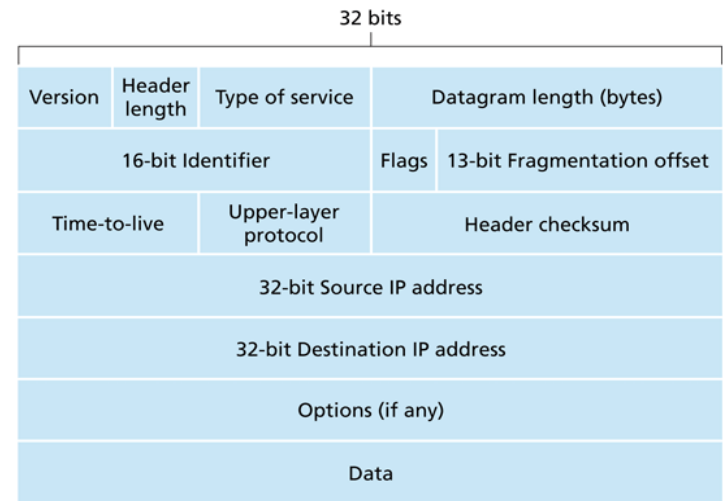 32 bits
Version
Header
length
Type of service
Datagram length (bytes)
16-bit Identifier
Flags
13-bit Fragmentation offset
Time-to-live
Upper-layer
protocol
Header checksum
32-bit Source IP address
32-bit Destination IP address
Options (if any)
Data